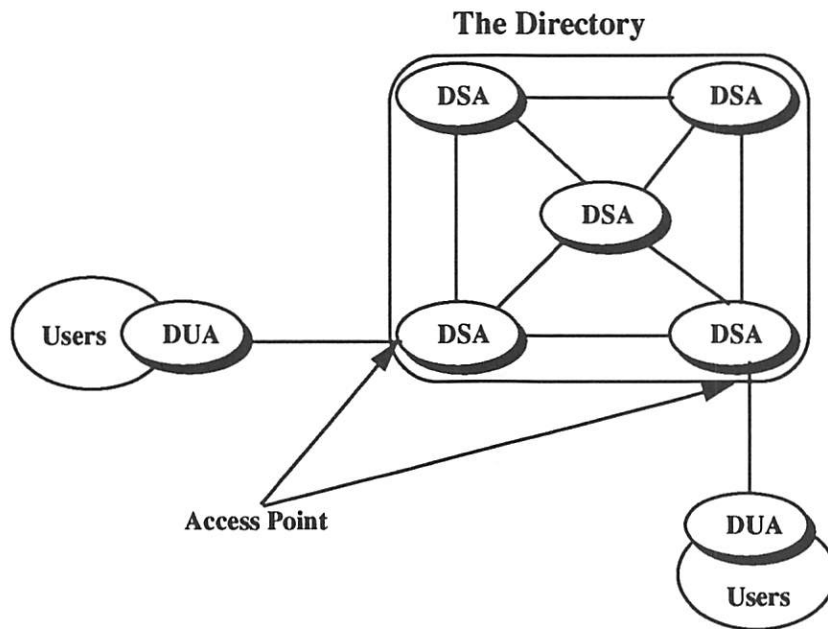 The Directory
DSA DSA
DSA
Users DUA DSA DSA
Access Point
DUA
Users